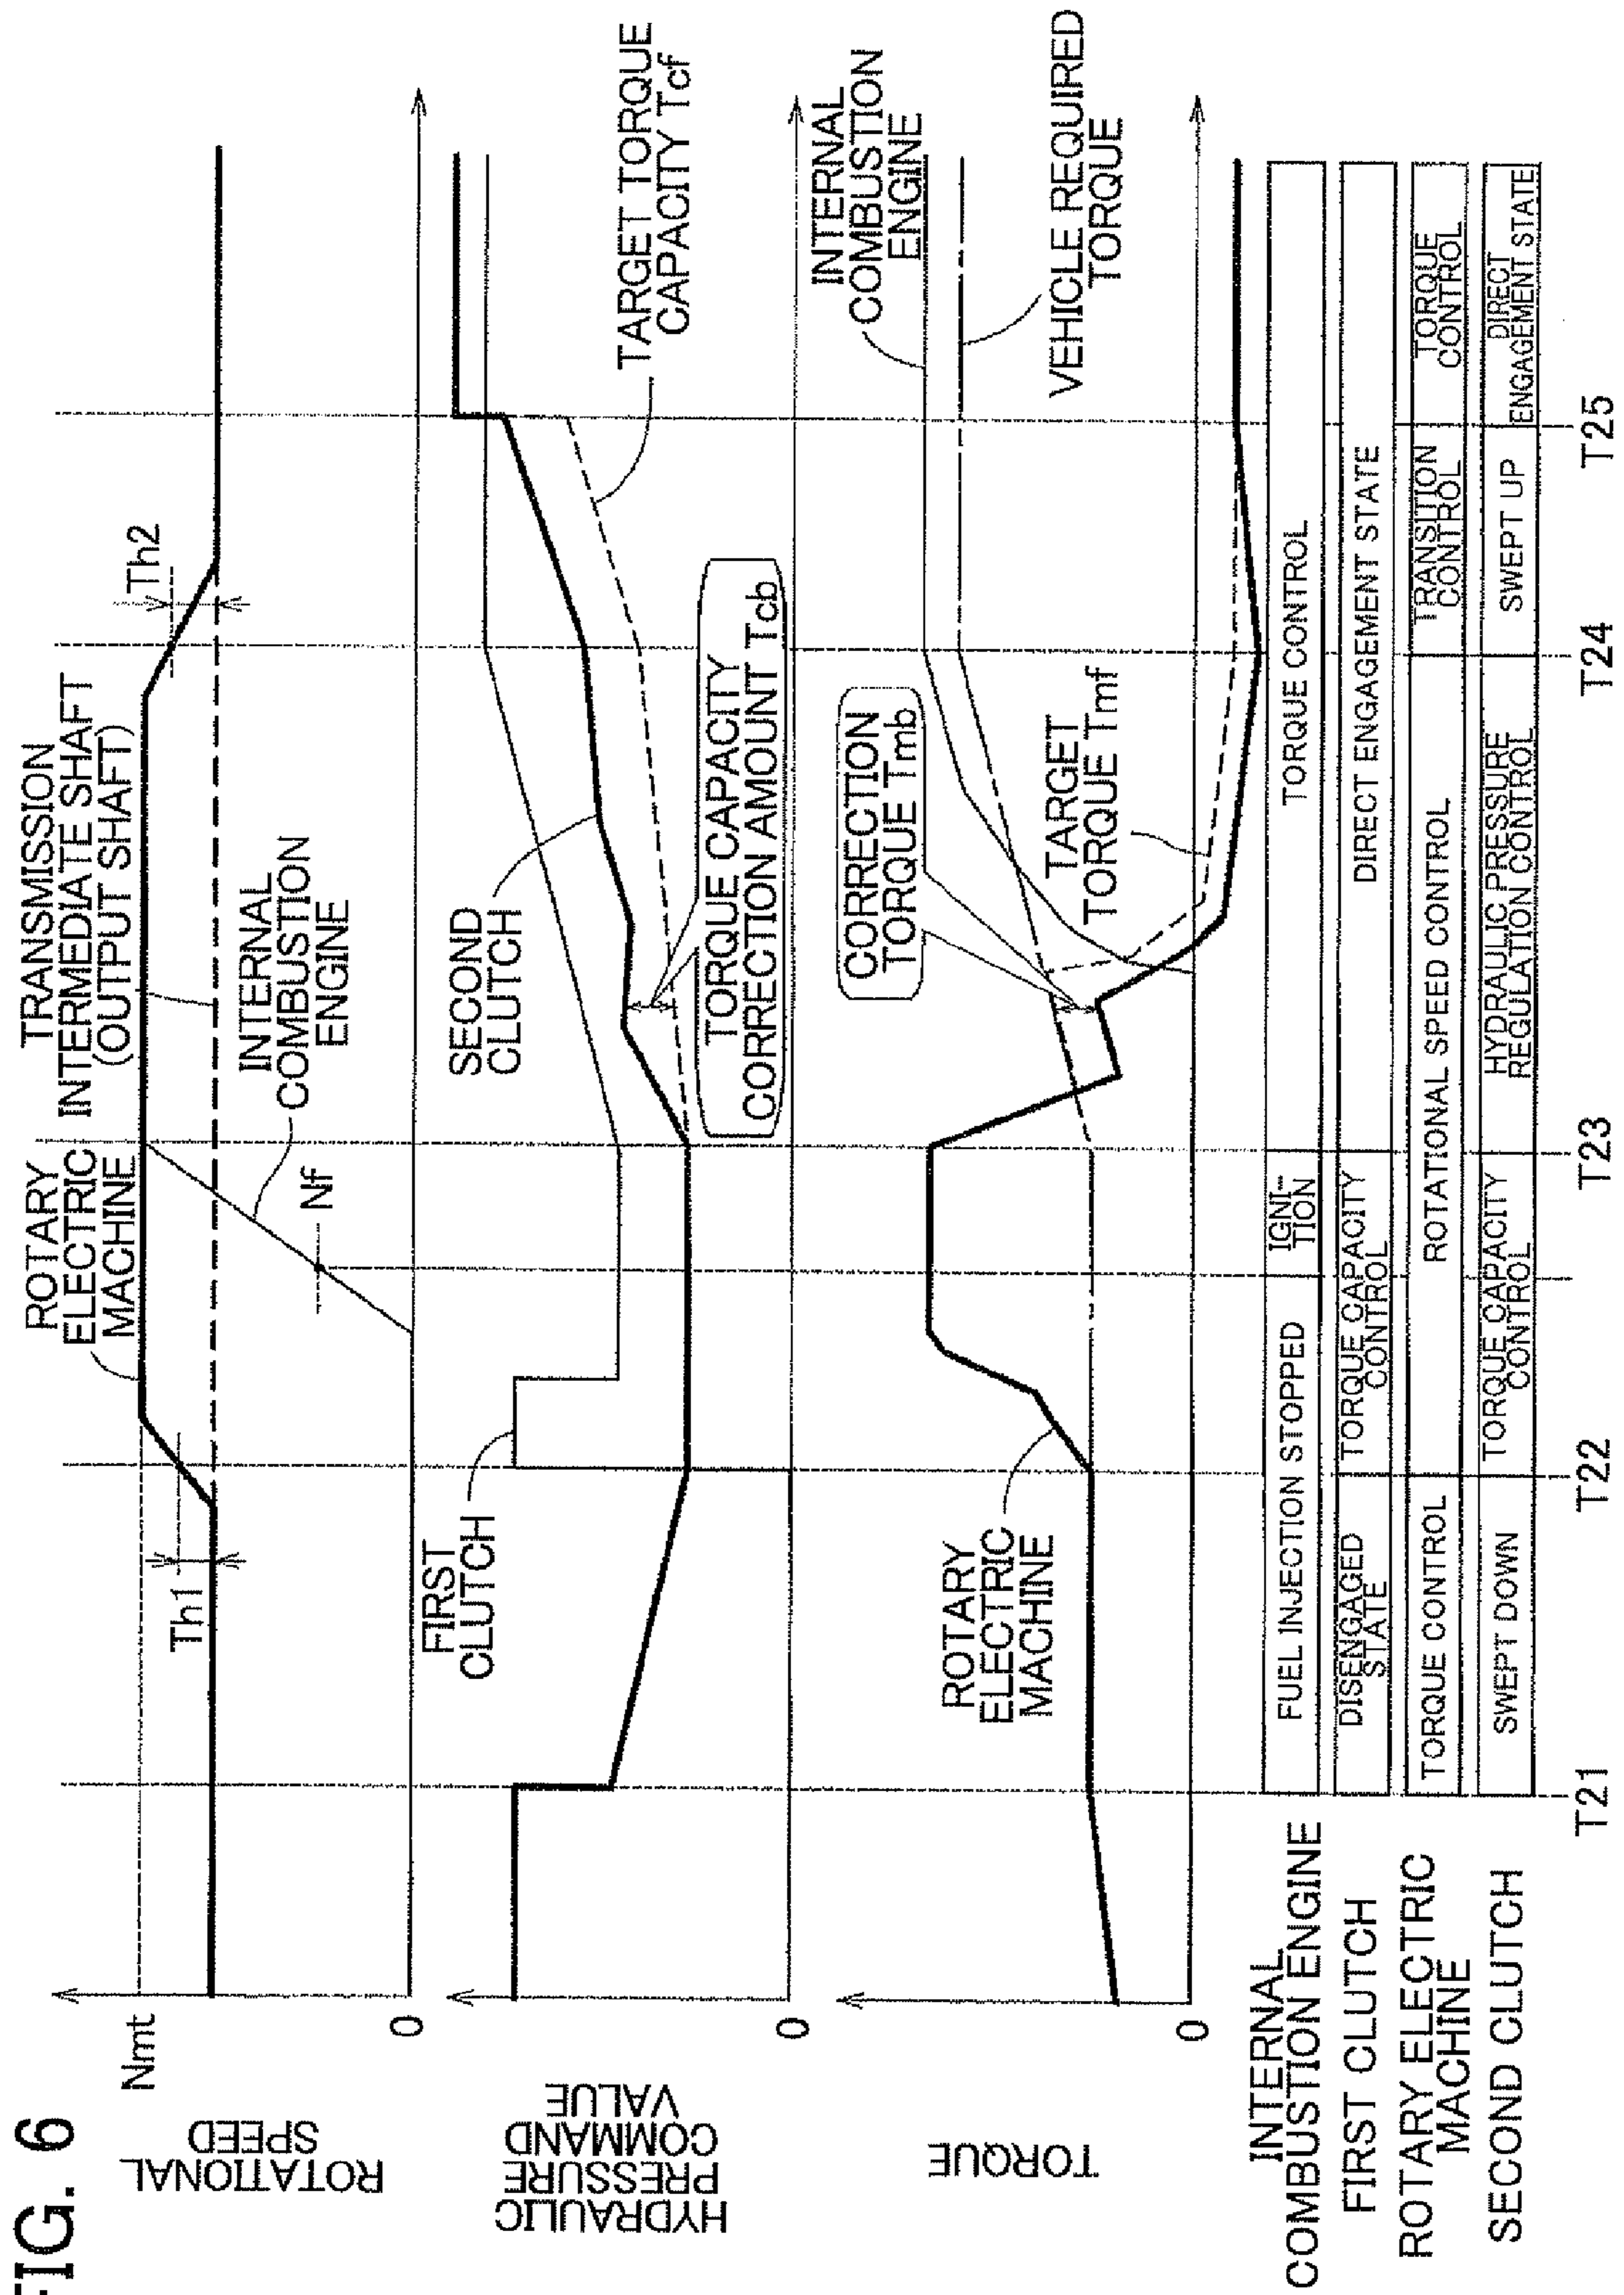 FIG. 6
ROTATIONAL
SPEED
Nmt
0
Th1
ROTARY
ELECTRIC
MACHINE
TRANSMISSION
INTERMEDIATE SHAFT
(OUTPUT SHAFT)
INTERNAL
COMBUSTION
ENGINE
Nf
Th2
HYDRAULIC
PRESSURE
COMMAND
VALUE
0
FIRST
CLUTCH
SECOND
CLUTCH
TARGET TORQUE
CAPACITY Tcf
TORQUE CAPACITY
CORRECTION AMOUNT Tcb
TORQUE
0
ROTARY
ELECTRIC
MACHINE
CORRECTION
TORQUE Tmb
TARGET
TORQUE Tmf
INTERNAL
COMBUSTION
ENGINE
VEHICLE REQUIRED
TORQUE
INTERNAL
COMBUSTION ENGINE
FUEL INJECTION STOPPED
IGNI-
TION
TORQUE CONTROL
FIRST CLUTCH
DISENGAGED
STATE
TORQUE CAPACITY
CONTROL
DIRECT ENGAGEMENT STATE
ROTARY ELECTRIC
MACHINE
TORQUE CONTROL
ROTATIONAL SPEED CONTROL
TRANSITION
CONTROL
TORQUE
CONTROL
SECOND CLUTCH
SWEPT DOWN
TORQUE CAPACITY
CONTROL
HYDRAULIC PRESSURE
REGULATION CONTROL
SWEPT UP
DIRECT
ENGAGEMENT STATE
T21
T22
T23
T24
T25